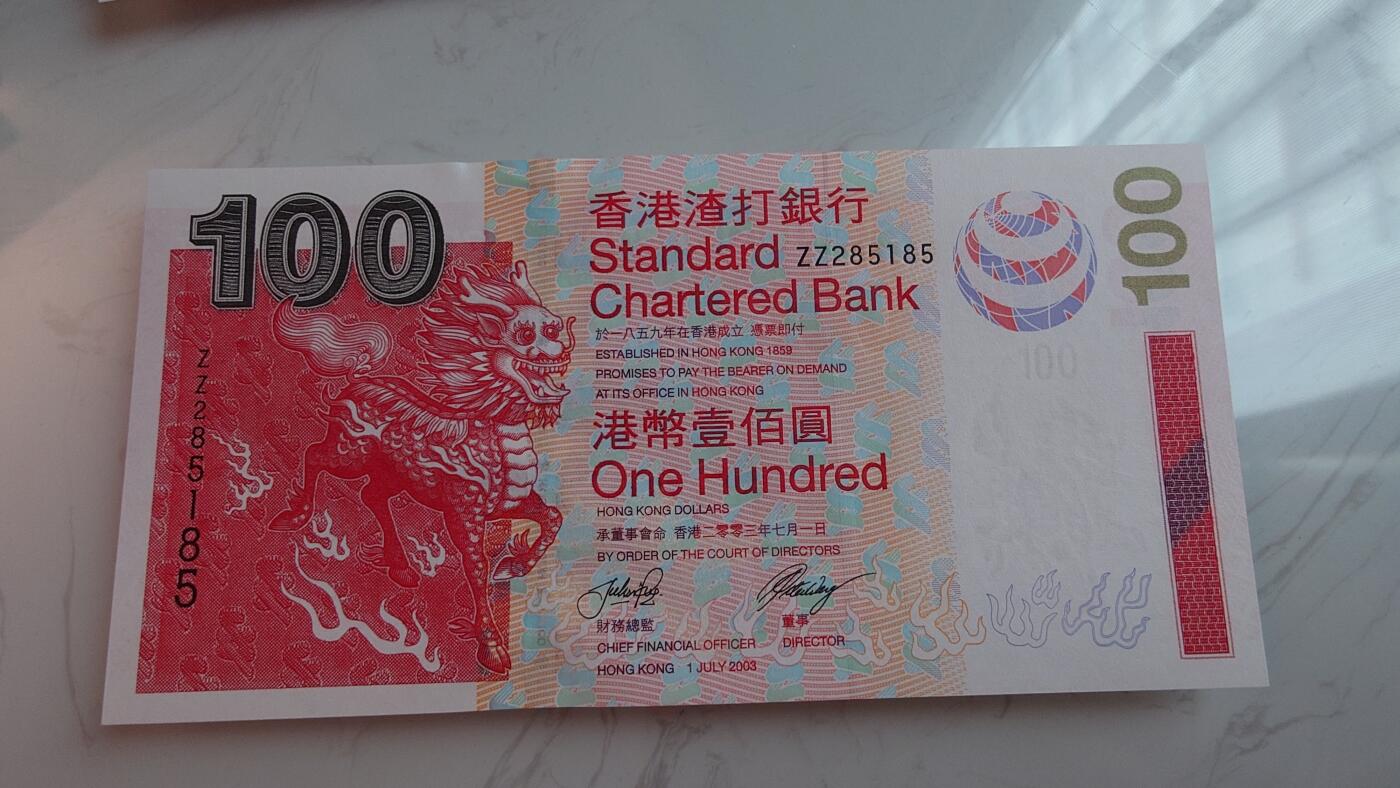 100
ZZ285185
香港渣打銀行
Standard ZZ285185
Chartered Bank
於一八五九年在香港成立 憑票即付
ESTABLISHED IN HONG KONG 1859
PROMISES TO PAY THE BEARER ON DEMAND
AT ITS OFFICE IN HONG KONG
港幣壹佰圓
One Hundred
HONG KONG DOLLARS
承董事會命 香港二零零三年七月一日
BY ORDER OF THE COURT OF DIRECTORS
財務總監 董事
CHIEF FINANCIAL OFFICER DIRECTOR
HONG KONG 1 JULY 2003
100
100